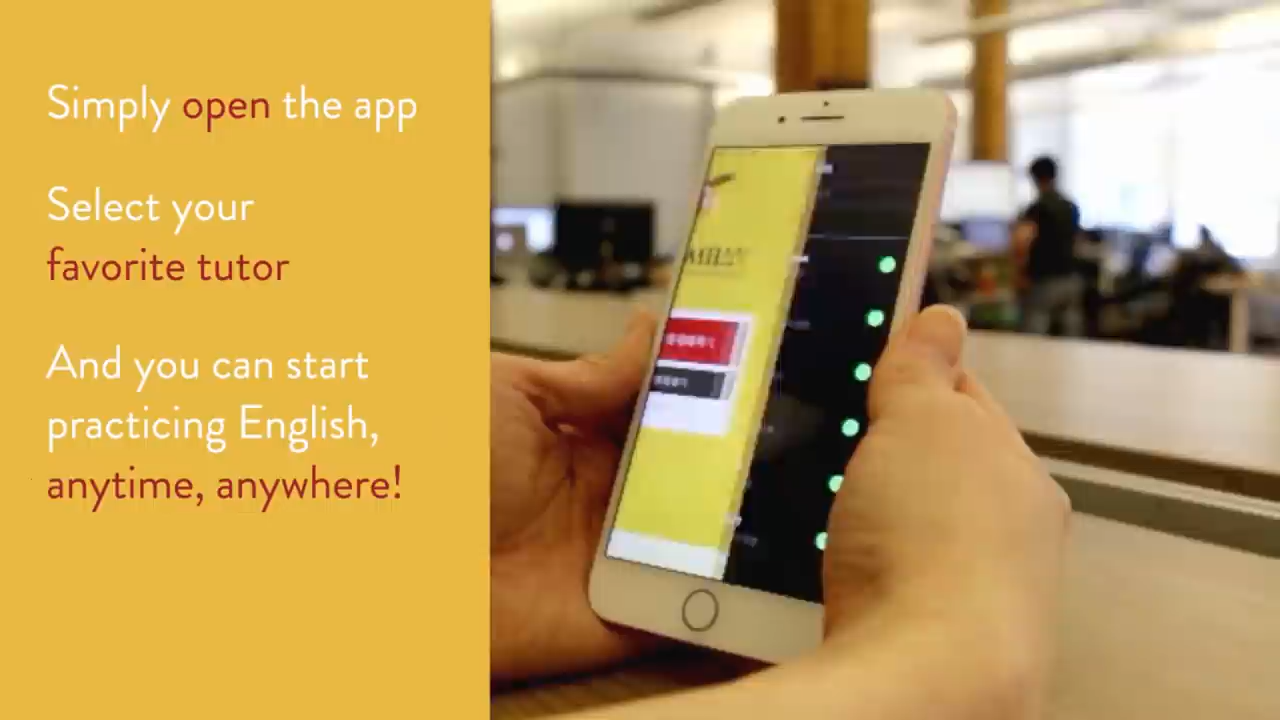 Simply open the app
Select your
favorite tutor
And you can start
practicing English,
anytime, anywhere!